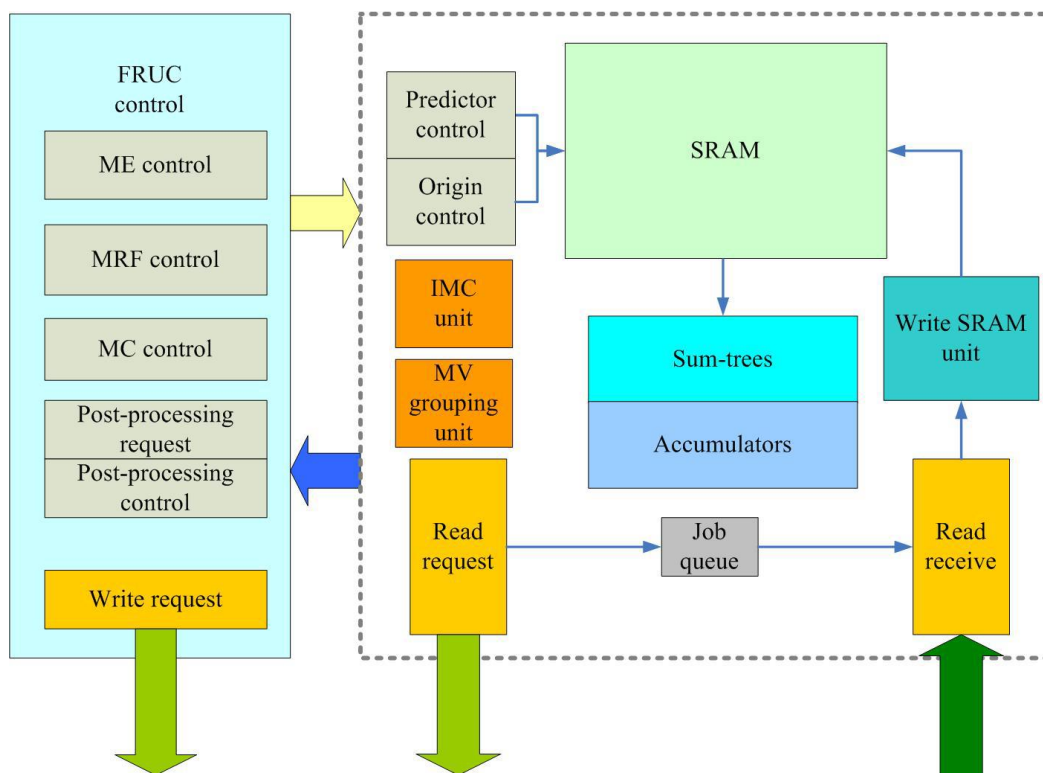 FRUC
control
ME control
MRF control
MC control
Post-processing
request
Post-processing
control
Write request
Predictor
control
Origin
control
SRAM
IMC
unit
MV
grouping
unit
Sum-trees
Accumulators
Write SRAM
unit
Read
request
Job
queue
Read
receive